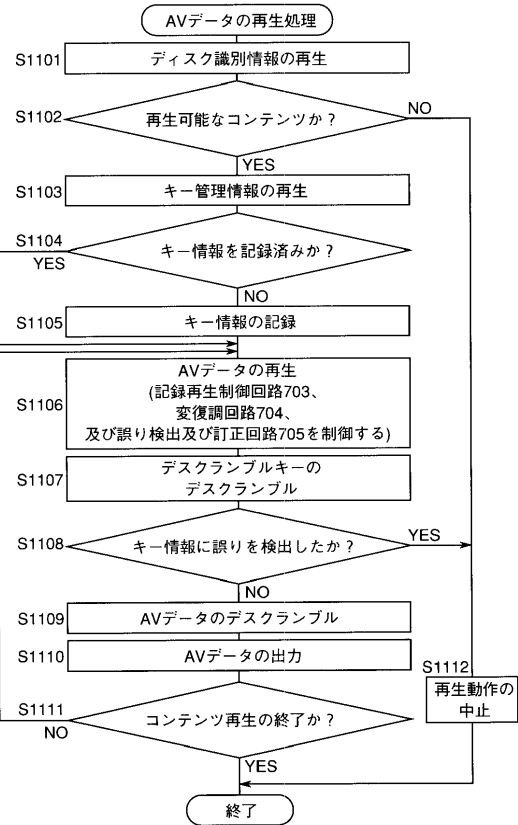 AVデータの再生処理
S1101
ディスク識別情報の再生
S1102
再生可能なコンテンツか？
NO
YES
S1103
キー管理情報の再生
S1104
キー情報を記録済みか？
YES
NO
S1105
キー情報の記録
S1106
AVデータの再生
(記録再生制御回路703、
変復調回路704、
及び誤り検出及び訂正回路705を制御する)
S1107
デスクランブルキーの
デスクランブル
S1108
キー情報に誤りを検出したか？
YES
NO
S1109
AVデータのデスクランブル
S1110
AVデータの出力
S1112
再生動作の
中止
S1111
コンテンツ再生の終了か？
NO
YES
終了